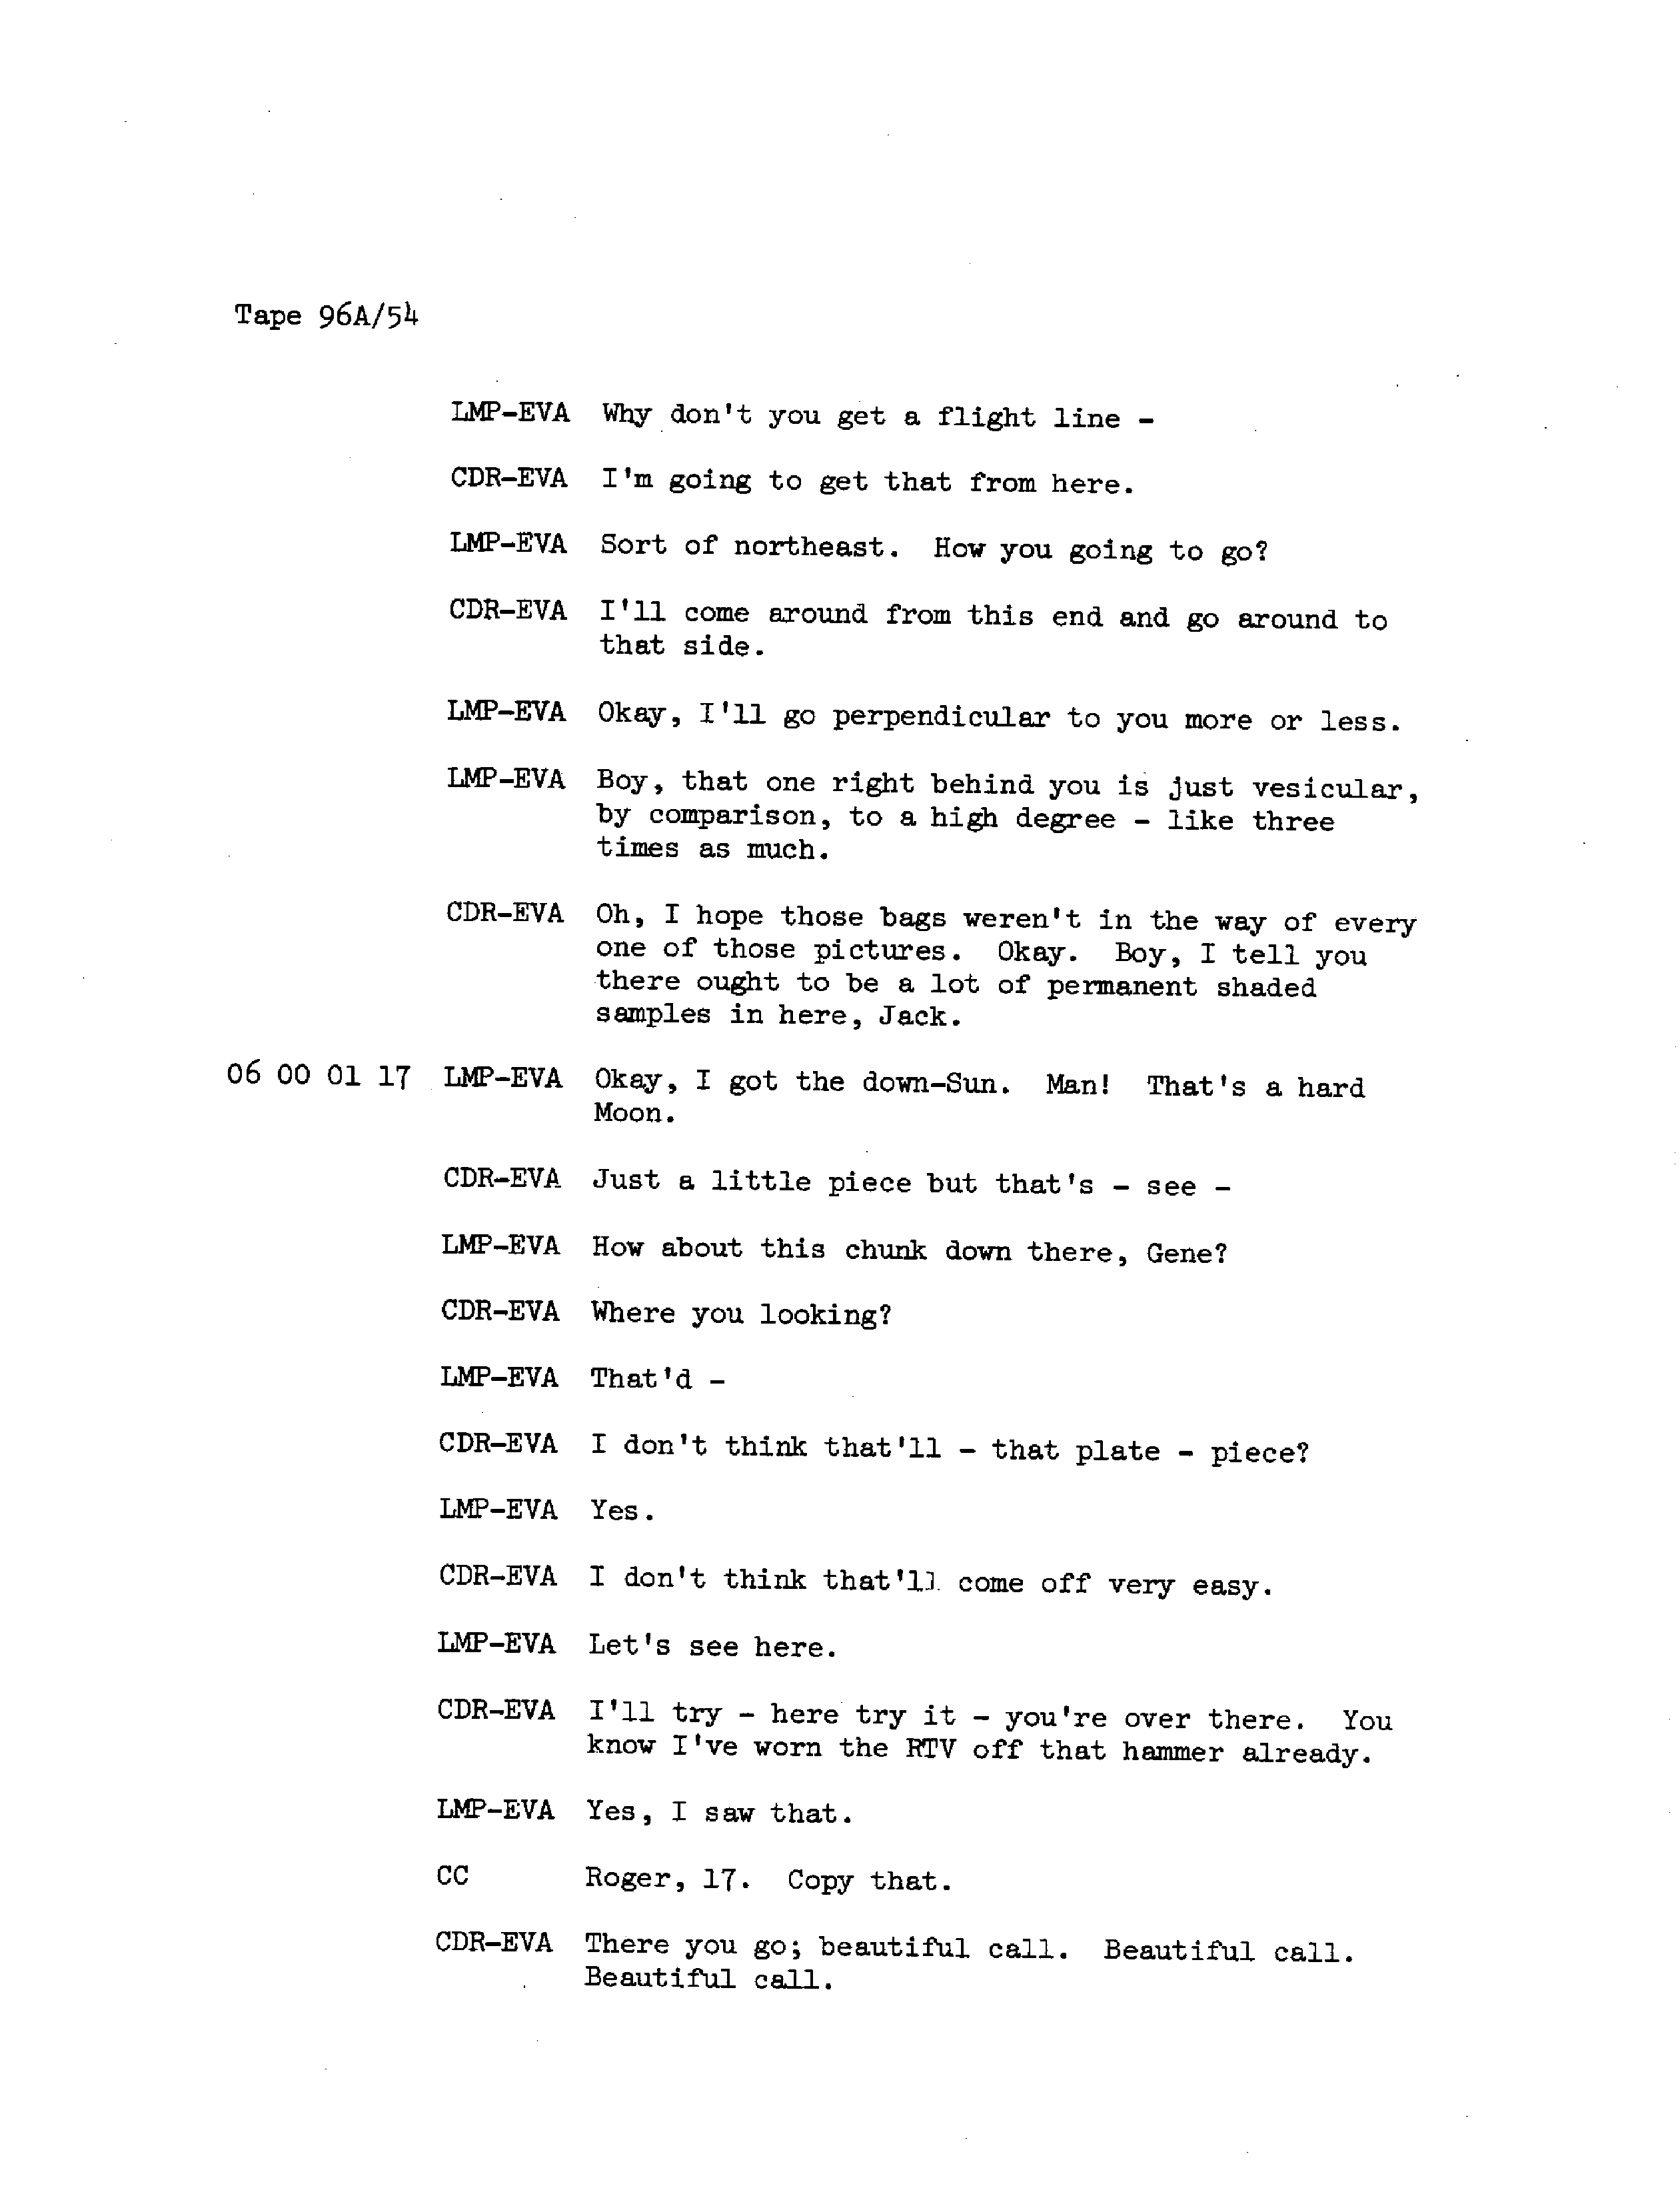 Tape 96A/54
LMP-EVA Why don't you get a flight line -
CDR-EVA I'm going to get that from here.
LMP-EVA Sort of northeast. How you going to go?
CDR-EVA I'll come around from this end and go around to
that side.
LMP-EVA Okay, I'll go perpendicular to you more or less.
LMP-EVA Boy, that one right behind you is just vesicular,
by comparison, to a high degree - like three
times as much.
CDR-EVA Oh, I hope those bags weren't in the way of every
one of those pictures. Okay. Boy, I tell you
there ought to be a lot of permanent shaded
samples in here, Jack.
06 00 01 17 LMP-EVA Okay, I got the down-Sun. Man! That's a hard
Moon.
CDR-EVA Just a little piece but that's - see -
LMP-EVA How about this chunk down there, Gene?
CDR-EVA Where you looking?
LMP-EVA That'd -
CDR-EVA I don't think that'll - that plate - piece?
LMP-EVA Yes.
CDR-EVA I don't think that'll come off very easy.
LMP-EVA Let's see here.
CDR-EVA I'll try - here try it - you're over there. You
know I've worn the RTV off that hammer already.
LMP-EVA Yes, I saw that.
CC Roger, 17. Copy that.
CDR-EVA There you go; beautiful call. Beautiful call.
Beautiful call.